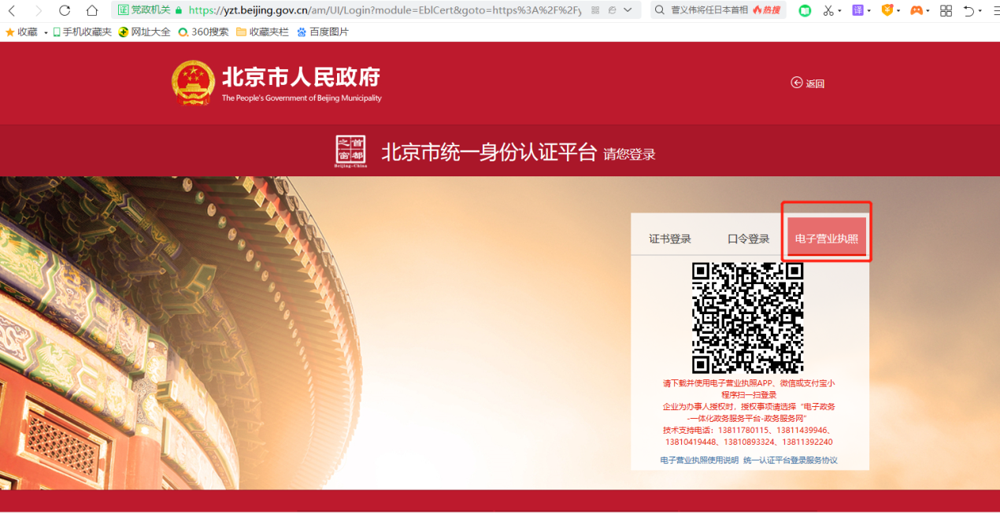 证 党政机关 https://yzt.beijing.gov.cn/am/UI/Login?module=EblCert&goto=https%3A%2F%2Fy 菅义伟将任日本首相 热搜 译
收藏 手机收藏夹 网址大全 360搜索 收藏夹栏 百度图片
北京市人民政府
The People's Government of Beijing Municipality
返回
首都之窗
Beijing-China
北京市统一身份认证平台 请您登录
证书登录 口令登录 电子营业执照
请下载并使用电子营业执照APP、微信或支付宝小
程序扫一扫登录
企业为办事人授权时，授权事项请选择“电子政务
-一体化政务服务平台-政务服务网”
技术支持电话：13811780115、13811439946、
13810419448、13810893324、13811392240
电子营业执照使用说明 统一认证平台登录服务协议